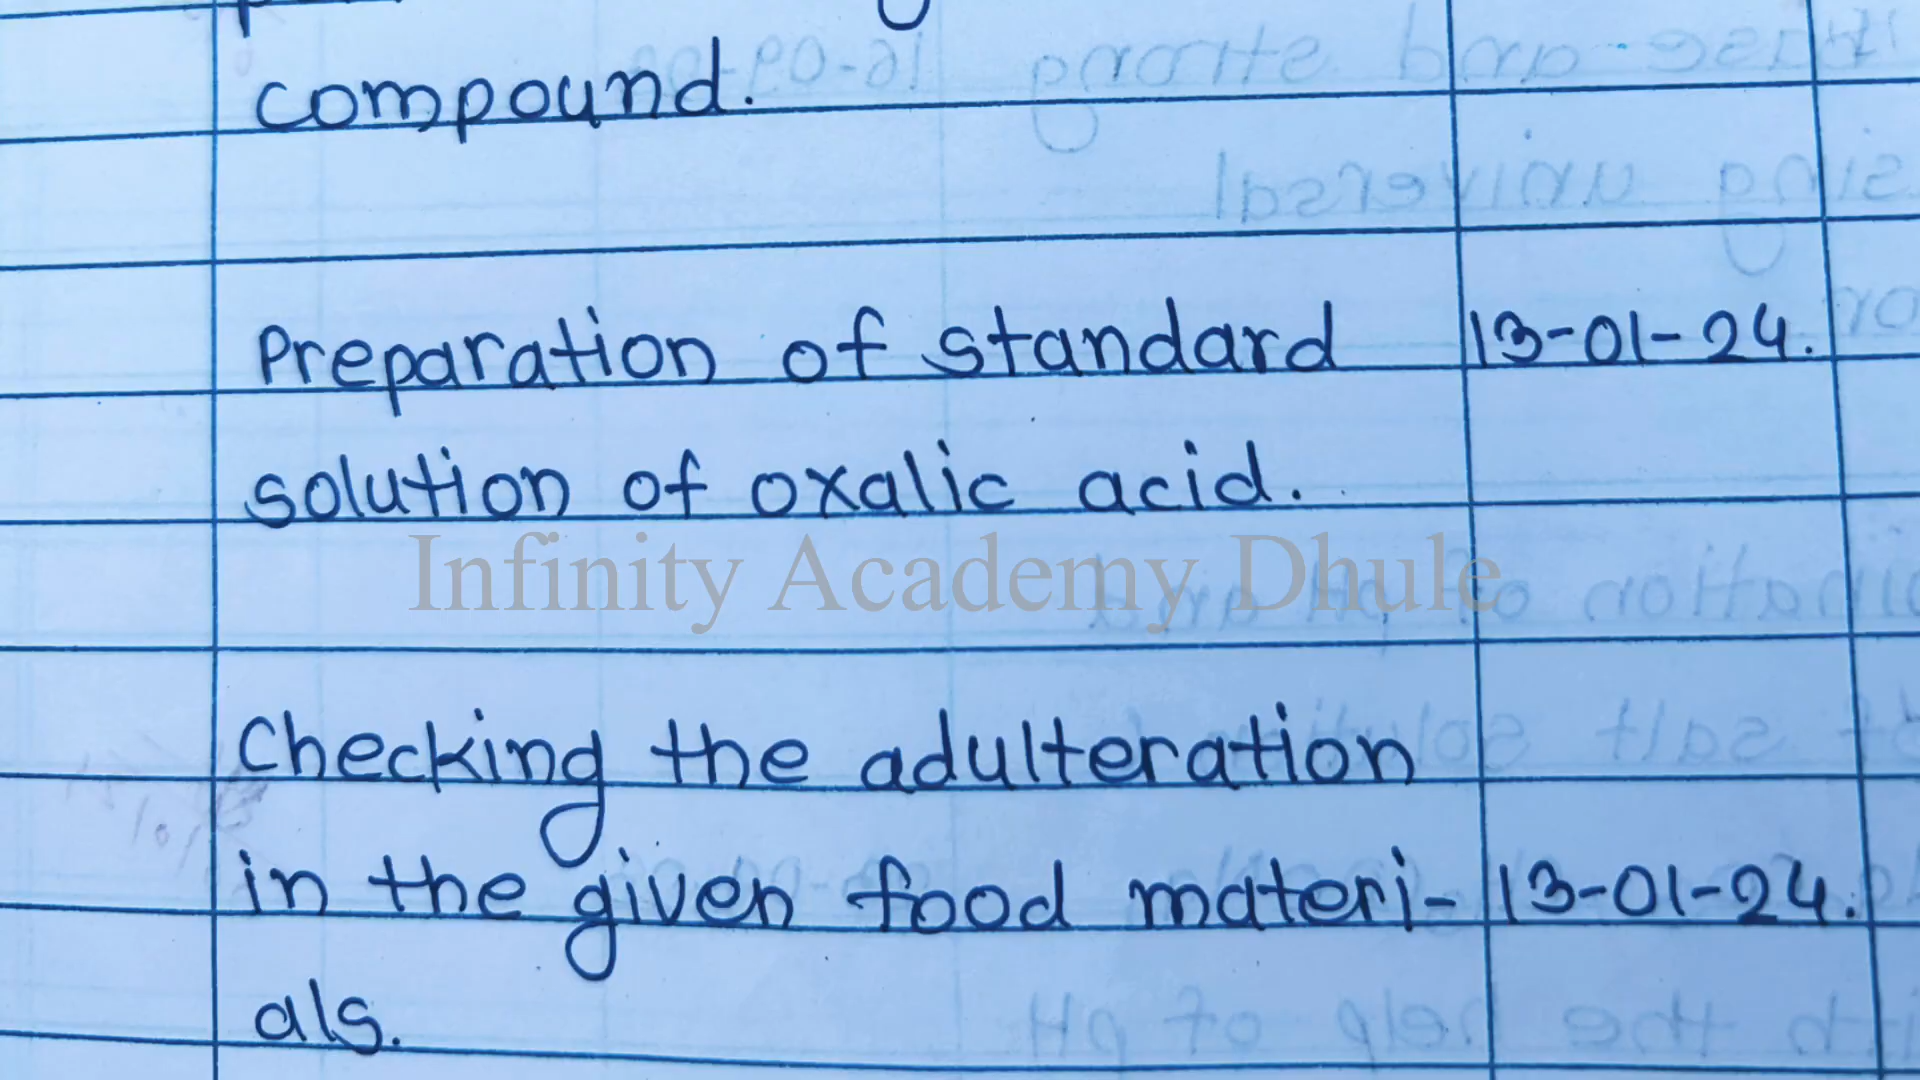 compound.
Preparation of standard 13-01-24.
solution of oxalic acid.
Infinity Academy Dhule
Checking the adulteration
in the given food materi- 13-01-24.
als.